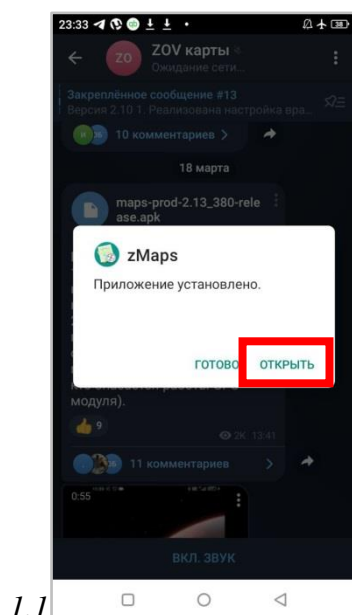 23:33
38
ZO
ZOV карты
Ожидание сети...
Закреплённое сообщение #13
Версия 2.10 1. Реализована настройка вра...
10 комментариев >
18 марта
maps-prod-2.13_380-rele
ase.apk
zMaps
Приложение установлено.
ГОТОВО ОТКРЫТЬ
модуля).
9
2K 13:41
11 комментариев >
0:55
ВКЛ. ЗВУК
1.1